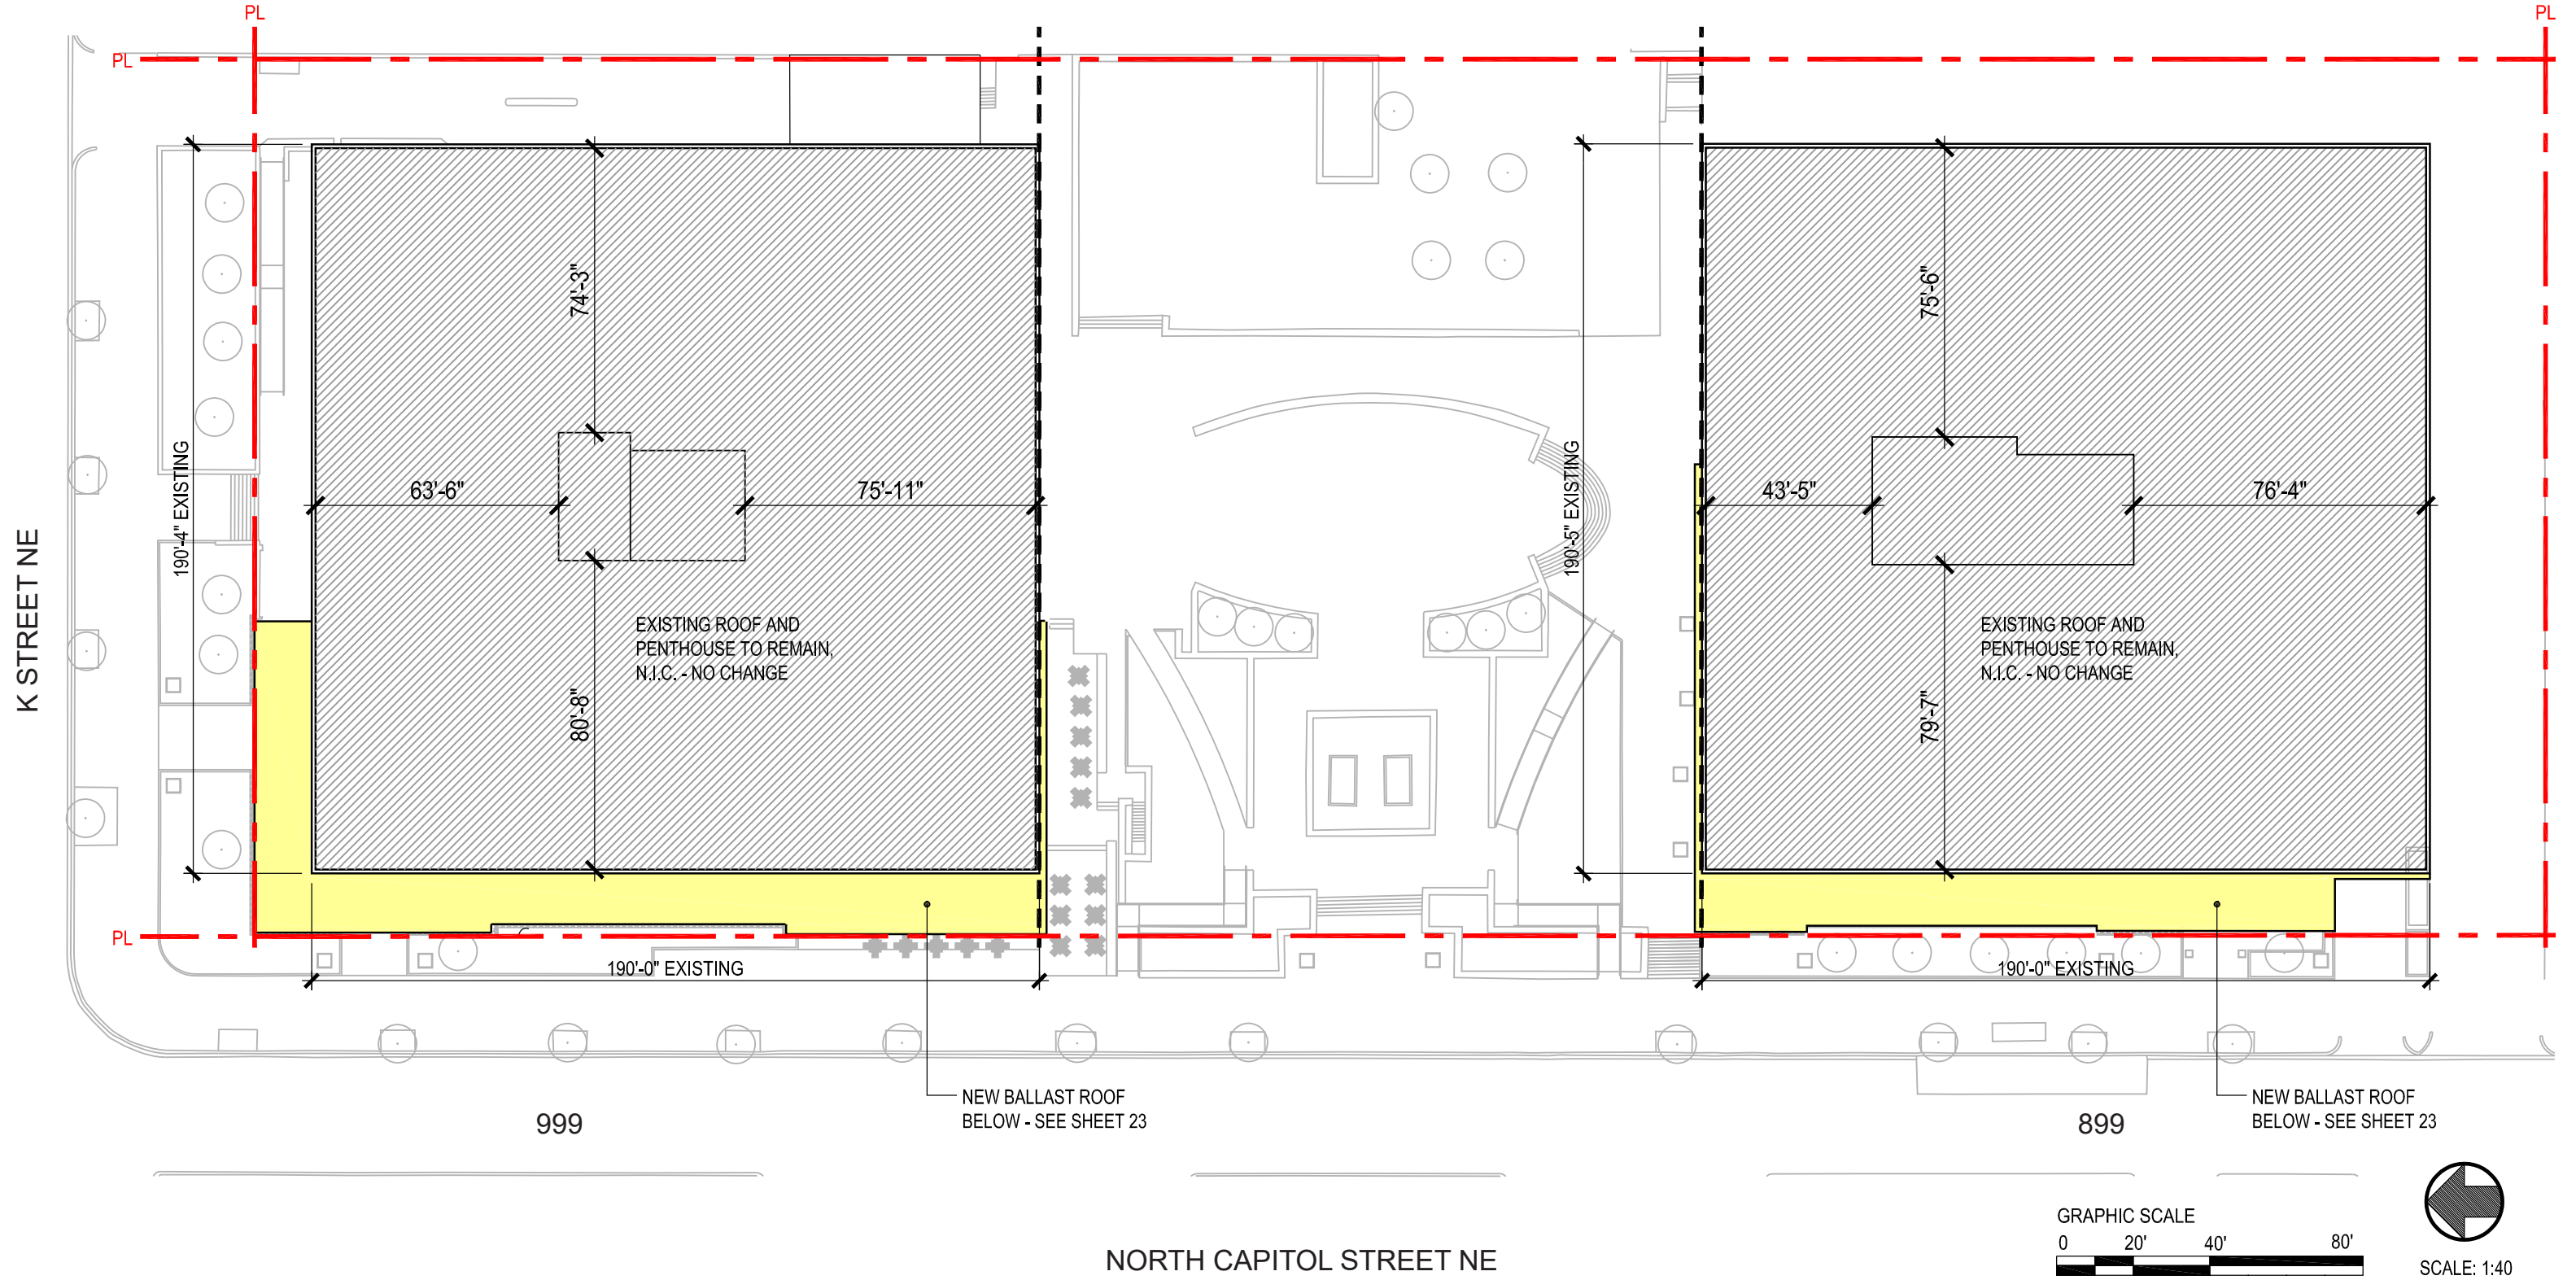 PL
PL
PL
74'-3"
75'-6"
190'-4" EXISTING
63'-6"
75'-11"
190'-5" EXISTING
43'-5"
76'-4"
K STREET NE
EXISTING ROOF AND
PENTHOUSE TO REMAIN,
N.I.C. - NO CHANGE
EXISTING ROOF AND
PENTHOUSE TO REMAIN,
N.I.C. - NO CHANGE
80'-8"
79'-7"
PL
190'-0" EXISTING
190'-0" EXISTING
NEW BALLAST ROOF
BELOW - SEE SHEET 23
NEW BALLAST ROOF
BELOW - SEE SHEET 23
999
899
NORTH CAPITOL STREET NE
GRAPHIC SCALE
0 20' 40' 80'
SCALE: 1:40